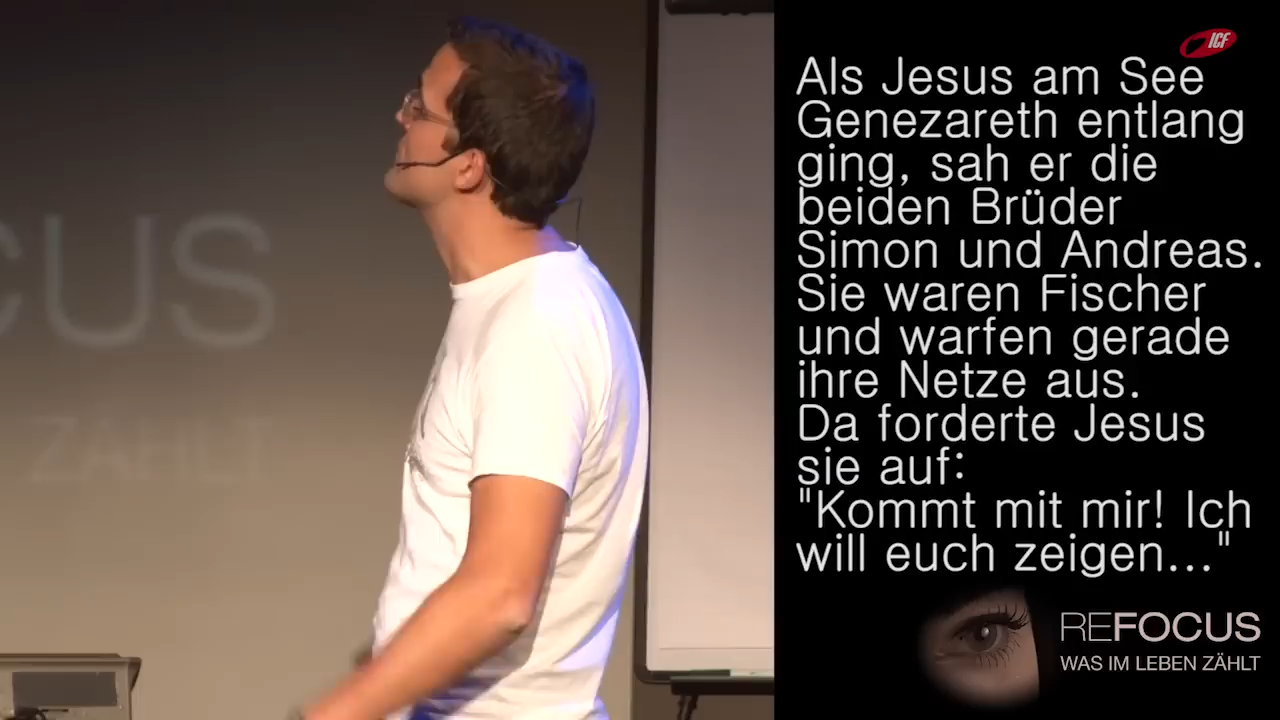 ICF
Als Jesus am See
Genezareth entlang
ging, sah er die
beiden Brüder
Simon und Andreas.
Sie waren Fischer
und warfen gerade
ihre Netze aus.
Da forderte Jesus
sie auf:
"Kommt mit mir! Ich
will euch zeigen..."
REFOCUS
WAS IM LEBEN ZÄHLT
CUS
ZÄHLT